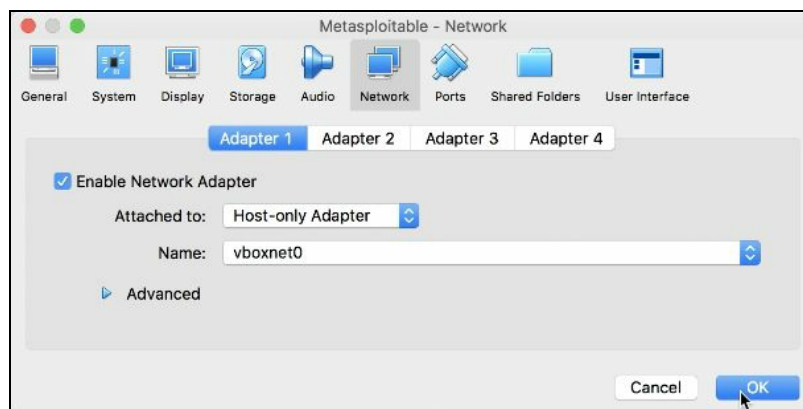 Metasploitable - Network
General System Display Storage Audio Network Ports Shared Folders User Interface
Adapter 1 Adapter 2 Adapter 3 Adapter 4
Enable Network Adapter
Attached to: Host-only Adapter
Name: vboxnet0
Advanced
Cancel OK